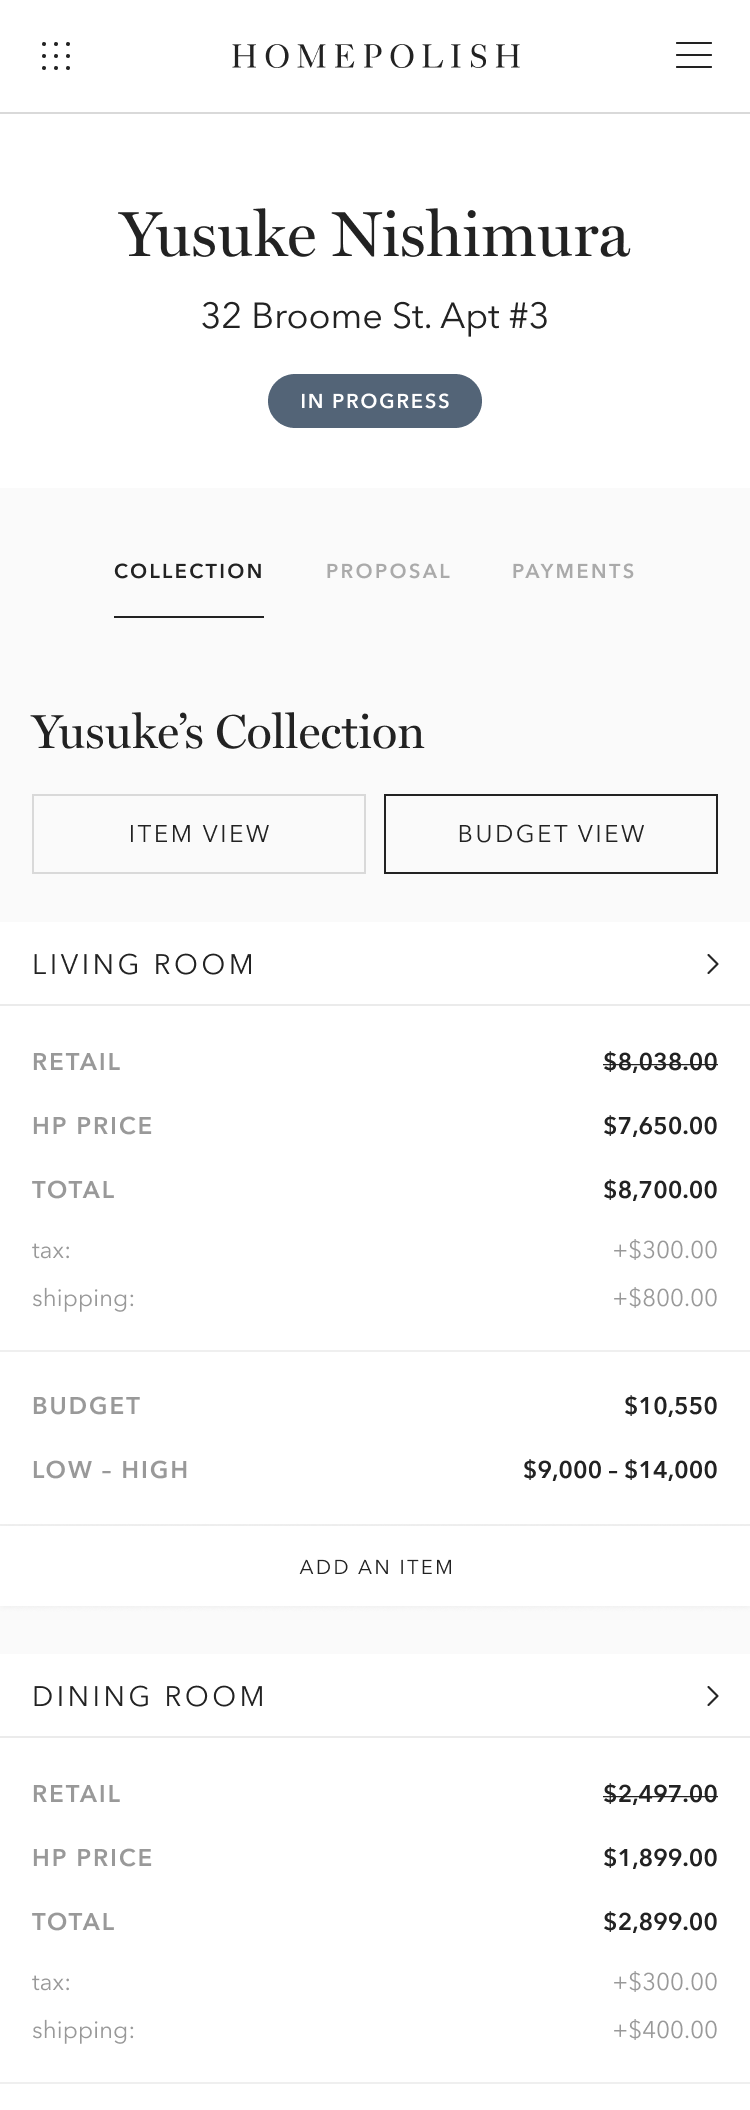 HOMEPOLISH
Yusuke Nishimura
32 Broome St. Apt #3
IN PROGRESS
COLLECTION PROPOSAL PAYMENTS
Yusuke’s Collection
ITEM VIEW BUDGET VIEW
LIVING ROOM
RETAIL $8,038.00
HP PRICE $7,650.00
TOTAL $8,700.00
tax: +$300.00
shipping: +$800.00
BUDGET $10,550
LOW – HIGH $9,000 – $14,000
ADD AN ITEM
DINING ROOM
RETAIL $2,497.00
HP PRICE $1,899.00
TOTAL $2,899.00
tax: +$300.00
shipping: +$400.00